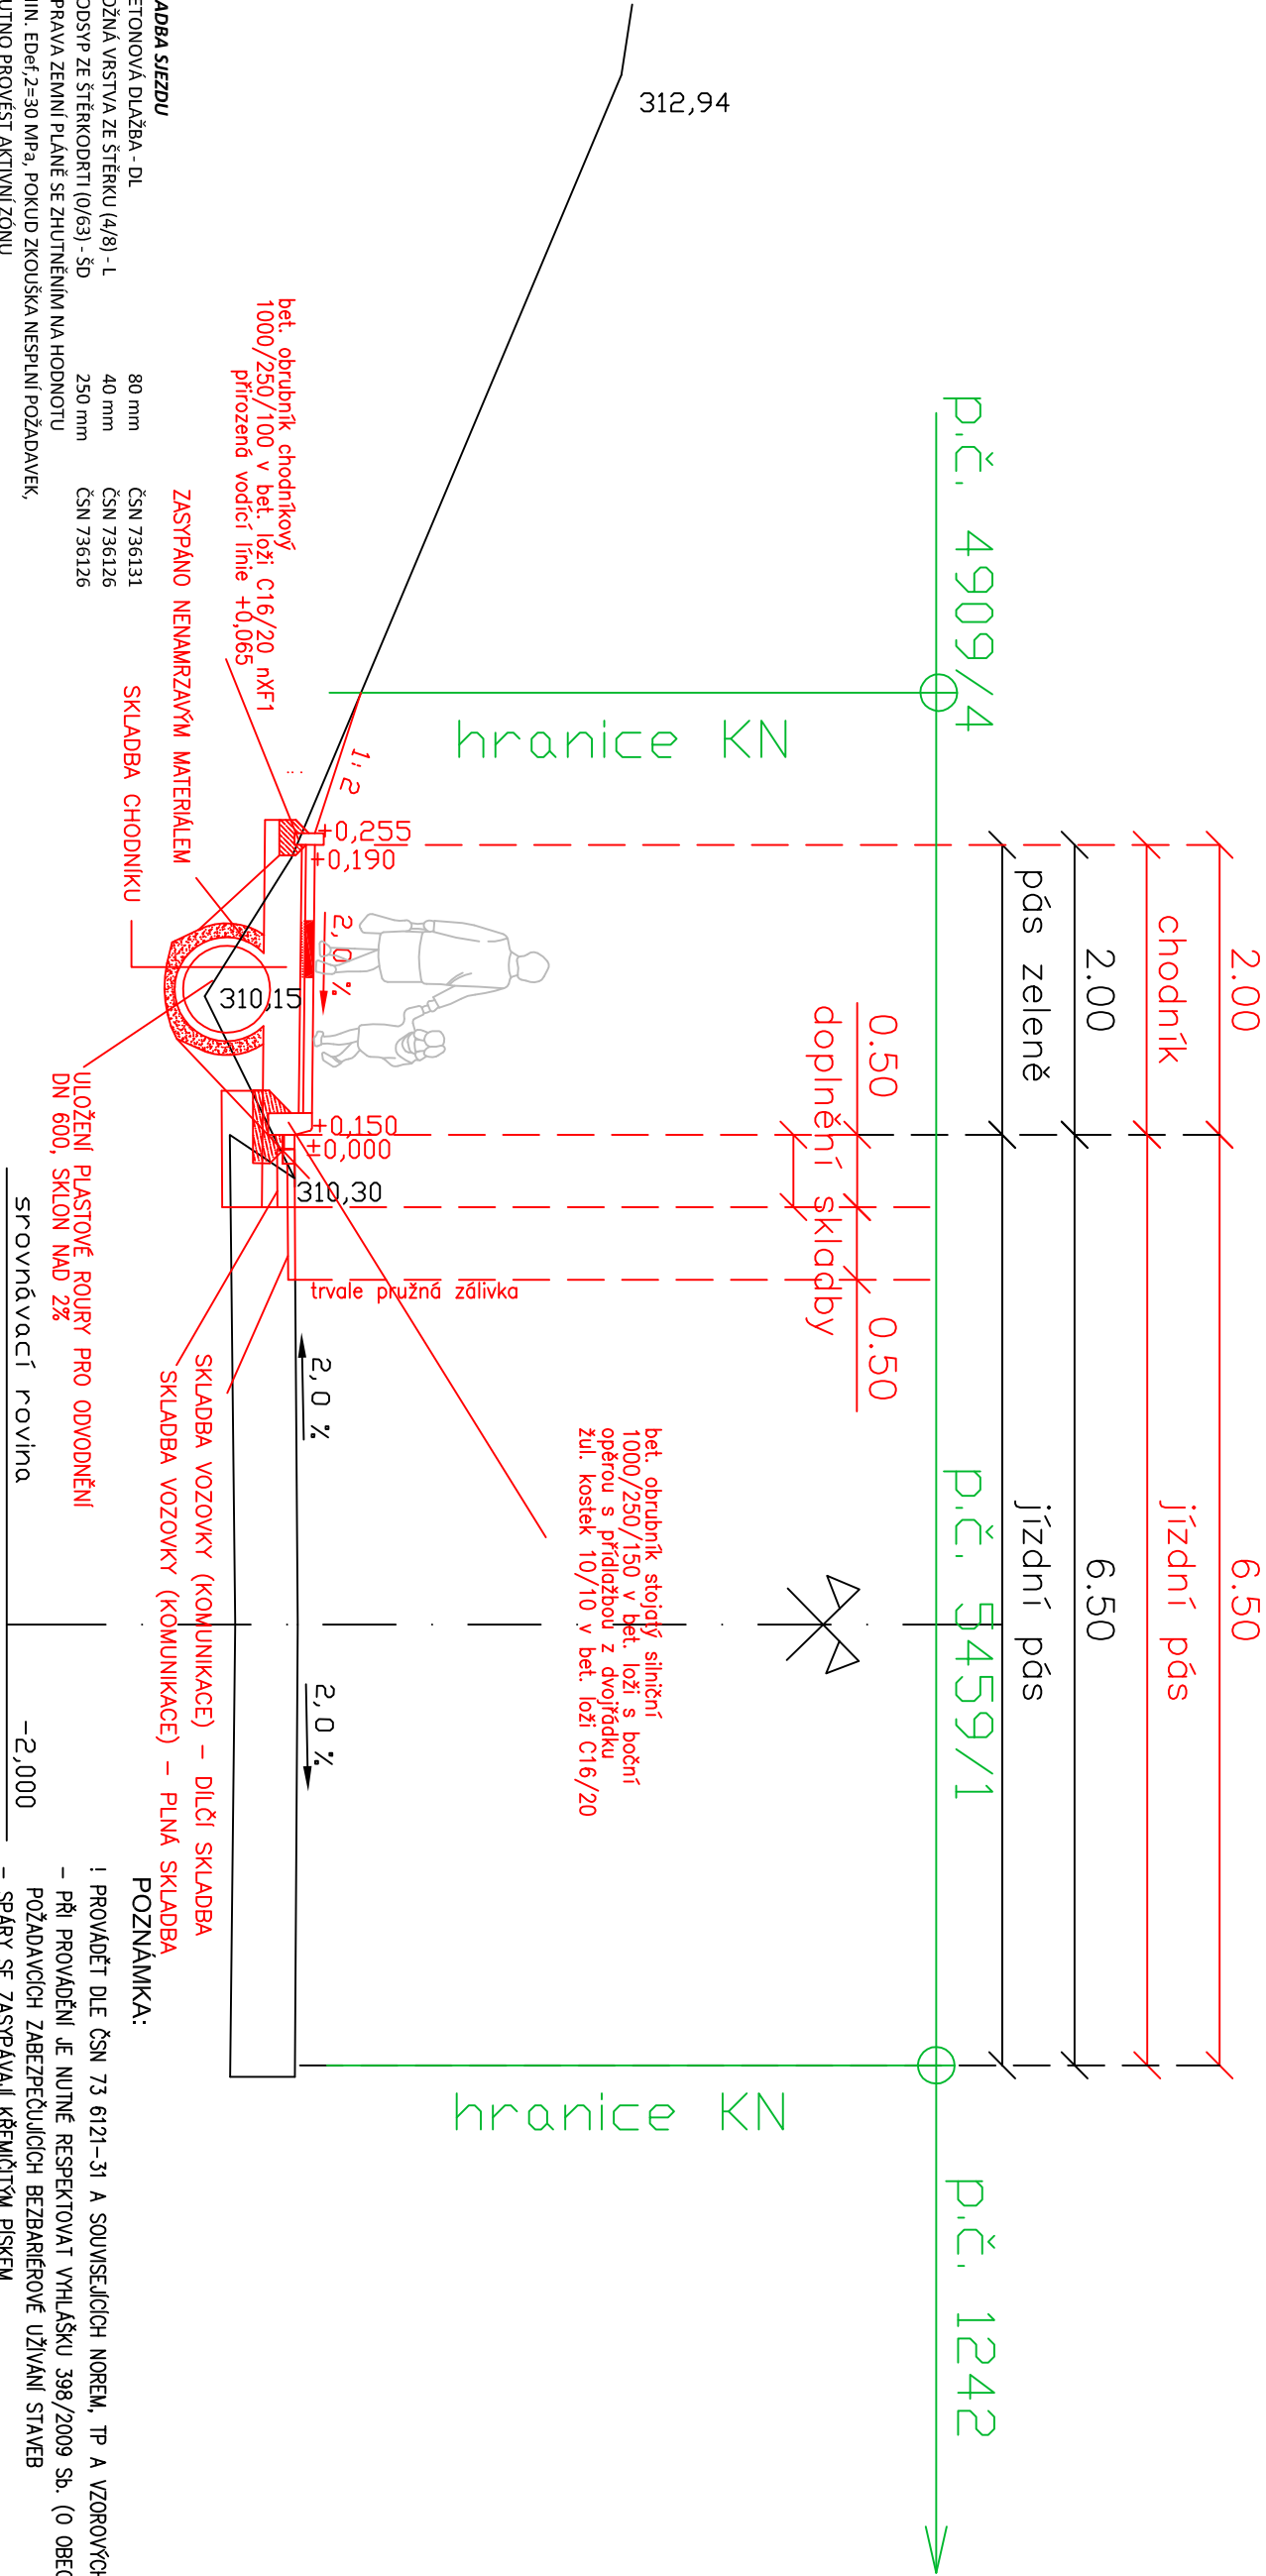 2.00
6.50
chodník
jízdní pás
2.00
6.50
pás zeleně
jízdní pás
p.č. 4909/4
p.č. 5459/1
p.č. 1242
hranice KN
hranice KN
0.50
0.50
doplnění skladby
312,94
bet. obrubník stojatý silniční
1000/250/150 v bet. loži s boční
opěrou s přídlažbou z dvojřádku
žul. kostek 10/10 v bet. loži C16/20
trvale pružná zálivka
1: 2
+0,255
+0,190
2,0 %
310,15
+0,150
±0,000
310,30
2,0 %
2,0 %
bet. obrubník chodníkový
1000/250/100 v bet. loži C16/20 nXF1
přirozená vodící línie +0,065
ZASYPÁNO NENAMRZAVÝM MATERIÁLEM
SKLADBA CHODNÍKU
ULOŽENÍ PLASTOVÉ ROURY PRO ODVODNĚNÍ
DN 600, SKLON NAD 2%
SKLADBA VOZOVKY (KOMUNIKACE) – DÍLČÍ SKLADBA
SKLADBA VOZOVKY (KOMUNIKACE) – PLNÁ SKLADBA
srovnávací rovina
-2,000
ADBA SJEZDU
ETONOVÁ DLAŽBA - DL 80 mm ČSN 736131
OŽNÁ VRSTVA ZE ŠTĚRKU (4/8) - L 40 mm ČSN 736126
ODSYP ZE ŠTĚRKODRTI (0/63) - ŠD 250 mm ČSN 736126
PRAVA ZEMNÍ PLÁNĚ SE ZHUTNĚNÍM NA HODNOTU
IN. EDef,2=30 MPa, POKUD ZKOUŠKA NESPLNÍ POŽADAVEK,
UTNO PROVÉST AKTIVNÍ ZÓNU
POZNÁMKA:
! PROVÁDĚT DLE ČSN 73 6121-31 A SOUVISEJÍCÍCH NOREM, TP A VZOROVÝCH
– PŘI PROVÁDĚNÍ JE NUTNÉ RESPEKTOVAT VYHLÁŠKU 398/2009 Sb. (O OBEC
POŽADAVCÍCH ZABEZPEČUJÍCÍCH BEZBARIÉROVÉ UŽÍVÁNÍ STAVEB
– SPÁRY SE ZASYPÁVAJÍ KŘEMIČITÝM PÍSKEM